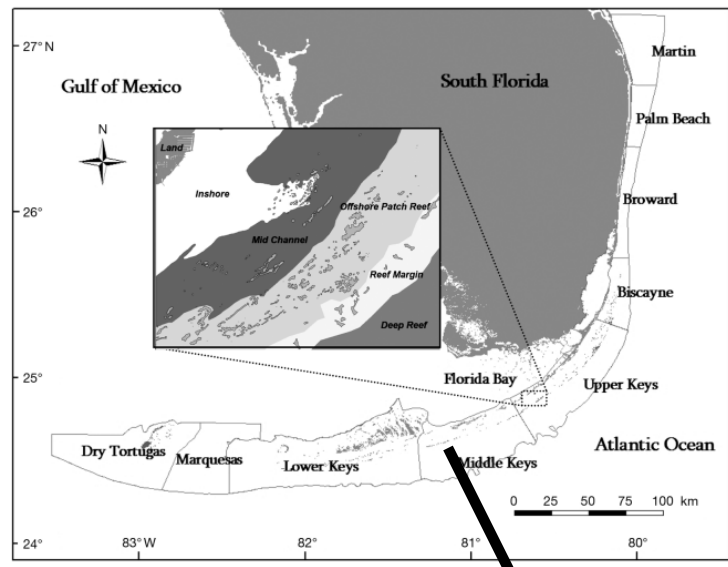 27°N
Gulf of Mexico
South Florida
Martin
Palm Beach
N
Land
Inshore
Offshore Patch Reef
Mid Channel
Reef Margin
Deep Reef
26°
Broward
Biscayne
25°
Florida Bay
Upper Keys
Atlantic Ocean
Dry Tortugas
Marquesas
Lower Keys
Middle Keys
0 25 50 75 100 km
24°
83°W
82°
81°
80°